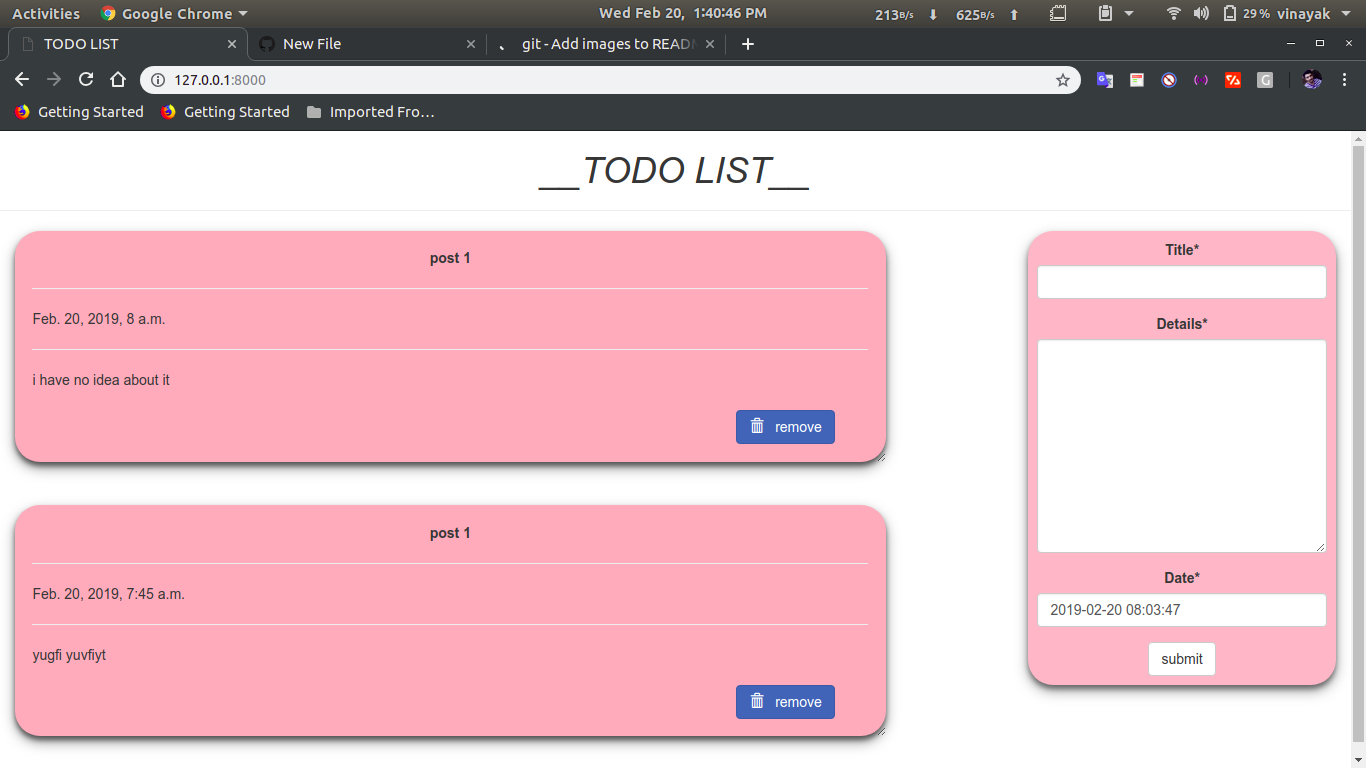 Activities Google Chrome Wed Feb 20, 1:40:46 PM 213B/s 625B/s 29 % vinayak
TODO LIST New File git - Add images to READ
127.0.0.1:8000
Getting Started Getting Started Imported Fro…
__TODO LIST__
post 1
Feb. 20, 2019, 8 a.m.
i have no idea about it
remove
post 1
Feb. 20, 2019, 7:45 a.m.
yugfi yuvfiyt
remove
Title*
Details*
Date*
2019-02-20 08:03:47
submit